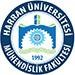 HARRAN ÜNİVERSİTESİ
1992
MÜHENDİSLİK FAKÜLTESİ